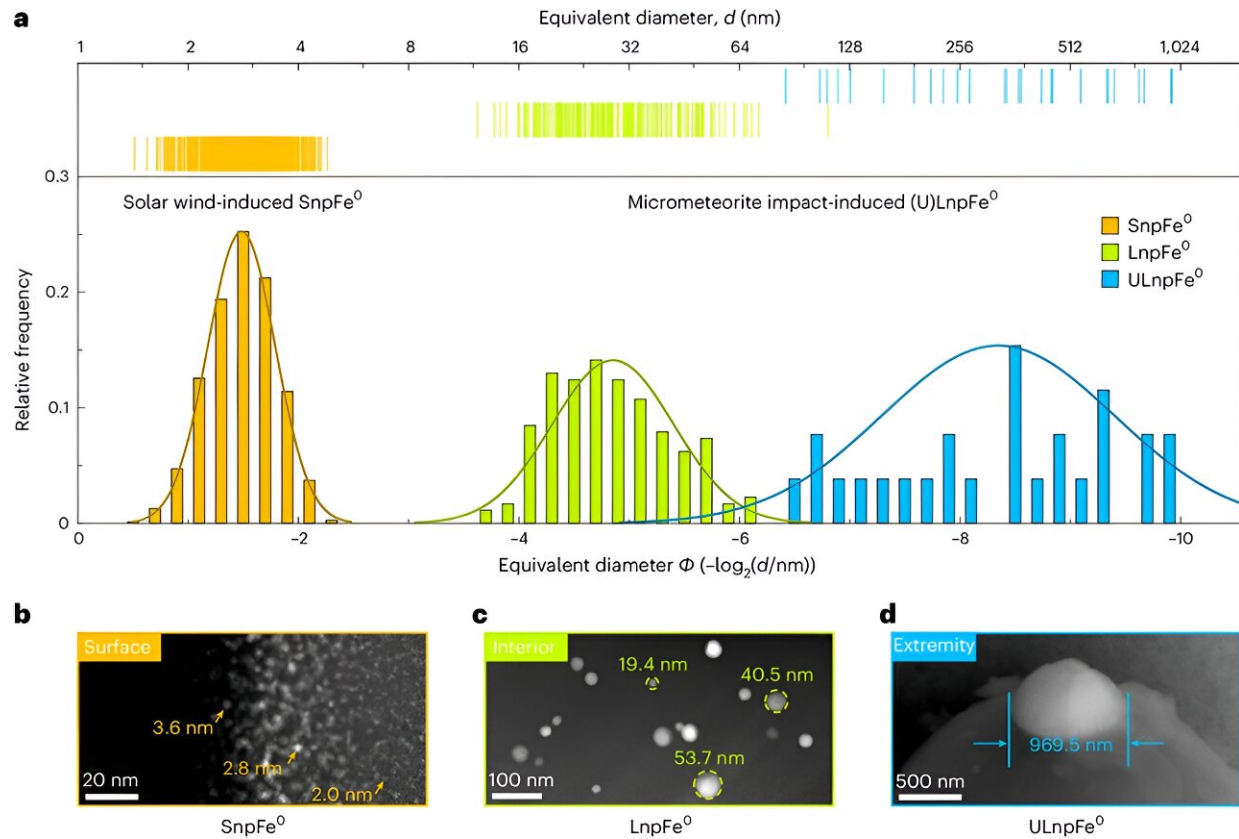 a
Equivalent diameter, d (nm)
1 2 4 8 16 32 64 128 256 512 1,024
0.3
Solar wind-induced SnpFe⁰
Micrometeorite impact-induced (U)LnpFe⁰
SnpFe⁰
LnpFe⁰
ULnpFe⁰
0.2
0.1
0
Relative frequency
0 −2 −4 −6 −8 −10
Equivalent diameter Φ (−log₂(d/nm))
b
Surface
3.6 nm
2.8 nm
2.0 nm
20 nm
SnpFe⁰
c
Interior
19.4 nm
40.5 nm
53.7 nm
100 nm
LnpFe⁰
d
Extremity
969.5 nm
500 nm
ULnpFe⁰